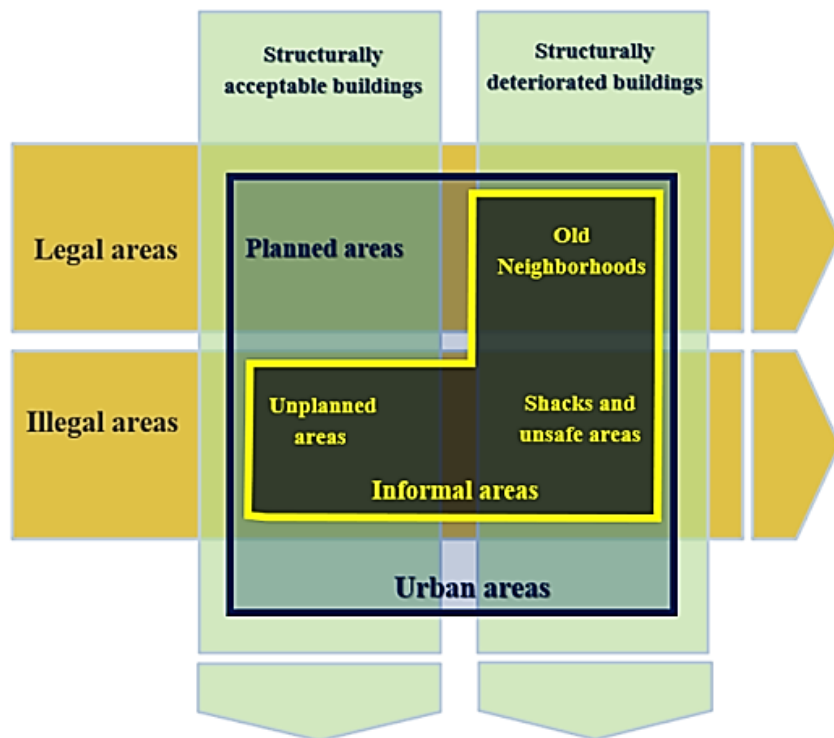 Structurally
acceptable buildings
Structurally
deteriorated buildings
Legal areas
Planned areas
Old
Neighborhoods
Illegal areas
Unplanned
areas
Shacks and
unsafe areas
Informal areas
Urban areas